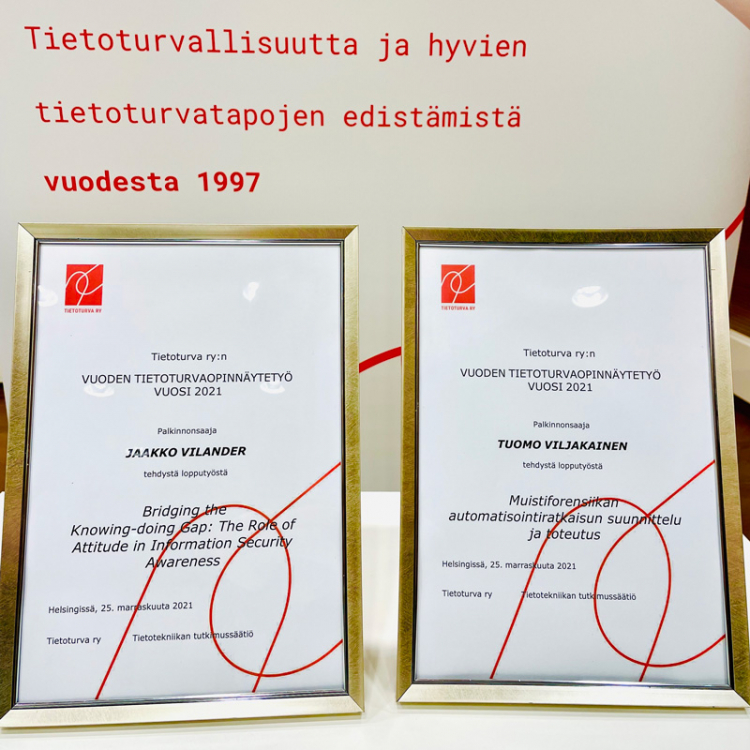 Tietoturvallisuutta ja hyvien
tietoturvatapojen edistämistä
vuodesta 1997
TIETOTURVA RY
Tietoturva ry:n
VUODEN TIETOTURVAOPINNÄYTETYÖ
VUOSI 2021
Palkinnonsaaja
JAAKKO VILANDER
tehdystä lopputyöstä
Bridging the
Knowing-doing Gap: The Role of
Attitude in Information Security
Awareness
Helsingissä, 25. marraskuuta 2021
Tietoturva ry Tietotekniikan tutkimussäätiö
TIETOTURVA RY
Tietoturva ry:n
VUODEN TIETOTURVAOPINNÄYTETYÖ
VUOSI 2021
Palkinnonsaaja
TUOMO VILJAKAINEN
tehdystä lopputyöstä
Muistiforensiikan
automatisointiratkaisun suunnittelu
ja toteutus
Helsingissä, 25. marraskuuta 2021
Tietoturva ry Tietotekniikan tutkimussäätiö